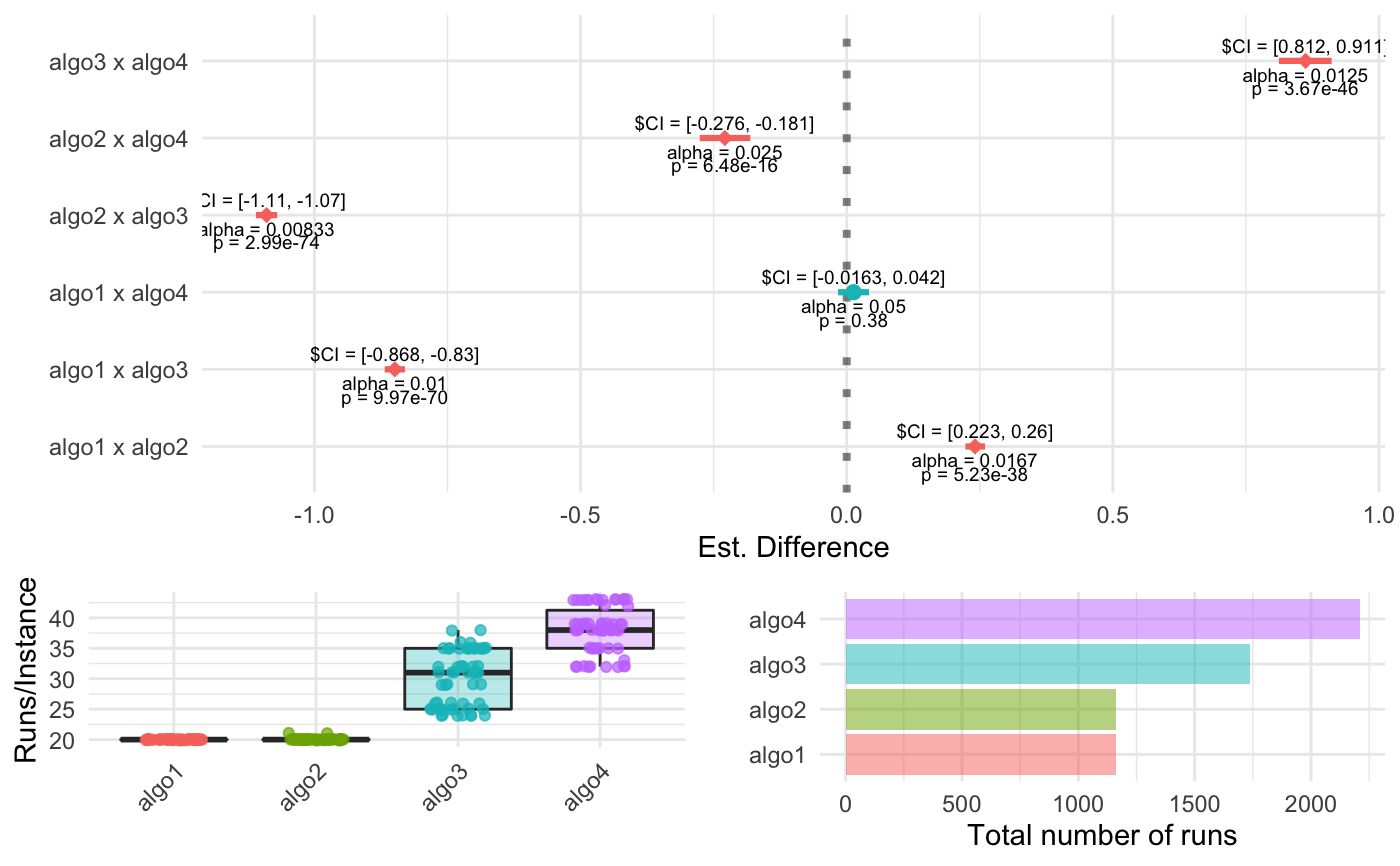 algo3 x algo4
$CI = [0.812, 0.911]
alpha = 0.0125
p = 3.67e-46
algo2 x algo4
$CI = [-0.276, -0.181]
alpha = 0.025
p = 6.48e-16
algo2 x algo3
CI = [-1.11, -1.07]
alpha = 0.00833
p = 2.99e-74
algo1 x algo4
$CI = [-0.0163, 0.042]
alpha = 0.05
p = 0.38
algo1 x algo3
$CI = [-0.868, -0.83]
alpha = 0.01
p = 9.97e-70
algo1 x algo2
$CI = [0.223, 0.26]
alpha = 0.0167
p = 5.23e-38
-1.0 -0.5 0.0 0.5 1.0
Est. Difference
Runs/Instance
40
35
30
25
20
algo1 algo2 algo3 algo4
algo4
algo3
algo2
algo1
0 500 1000 1500 2000
Total number of runs